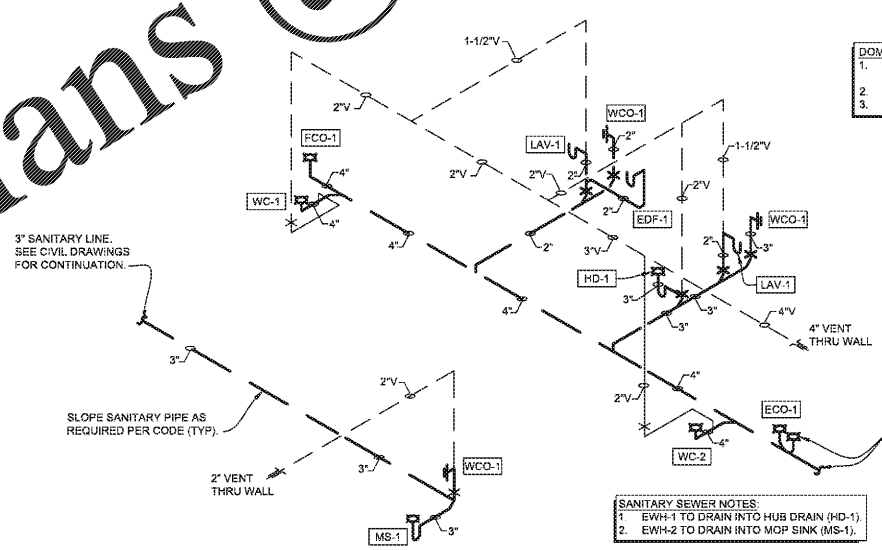 ans
1-1/2"V
DOM
1.
2.
3.
2"V
WCO-1
FCO-1
LAV-1
2"
1-1/2"V
4"
2"V
2"V
2"
2"V
WC-1
4"
2"
EDF-1
WCO-1
3" SANITARY LINE.
SEE CIVIL DRAWINGS
FOR CONTINUATION.
4"
2"
3"V
2"
3"
HD-1
3"
LAV-1
4"
3"
3"
4"V
4" VENT
THRU WALL
3"
4"
2"V
2"V
SLOPE SANITARY PIPE AS
REQUIRED PER CODE (TYP).
ECO-1
4"
WC-2
2" VENT
THRU WALL
3"
WCO-1
MS-1
3"
SANITARY SEWER NOTES:
1. EWH-1 TO DRAIN INTO HUB DRAIN (HD-1).
2. EWH-2 TO DRAIN INTO MOP SINK (MS-1).